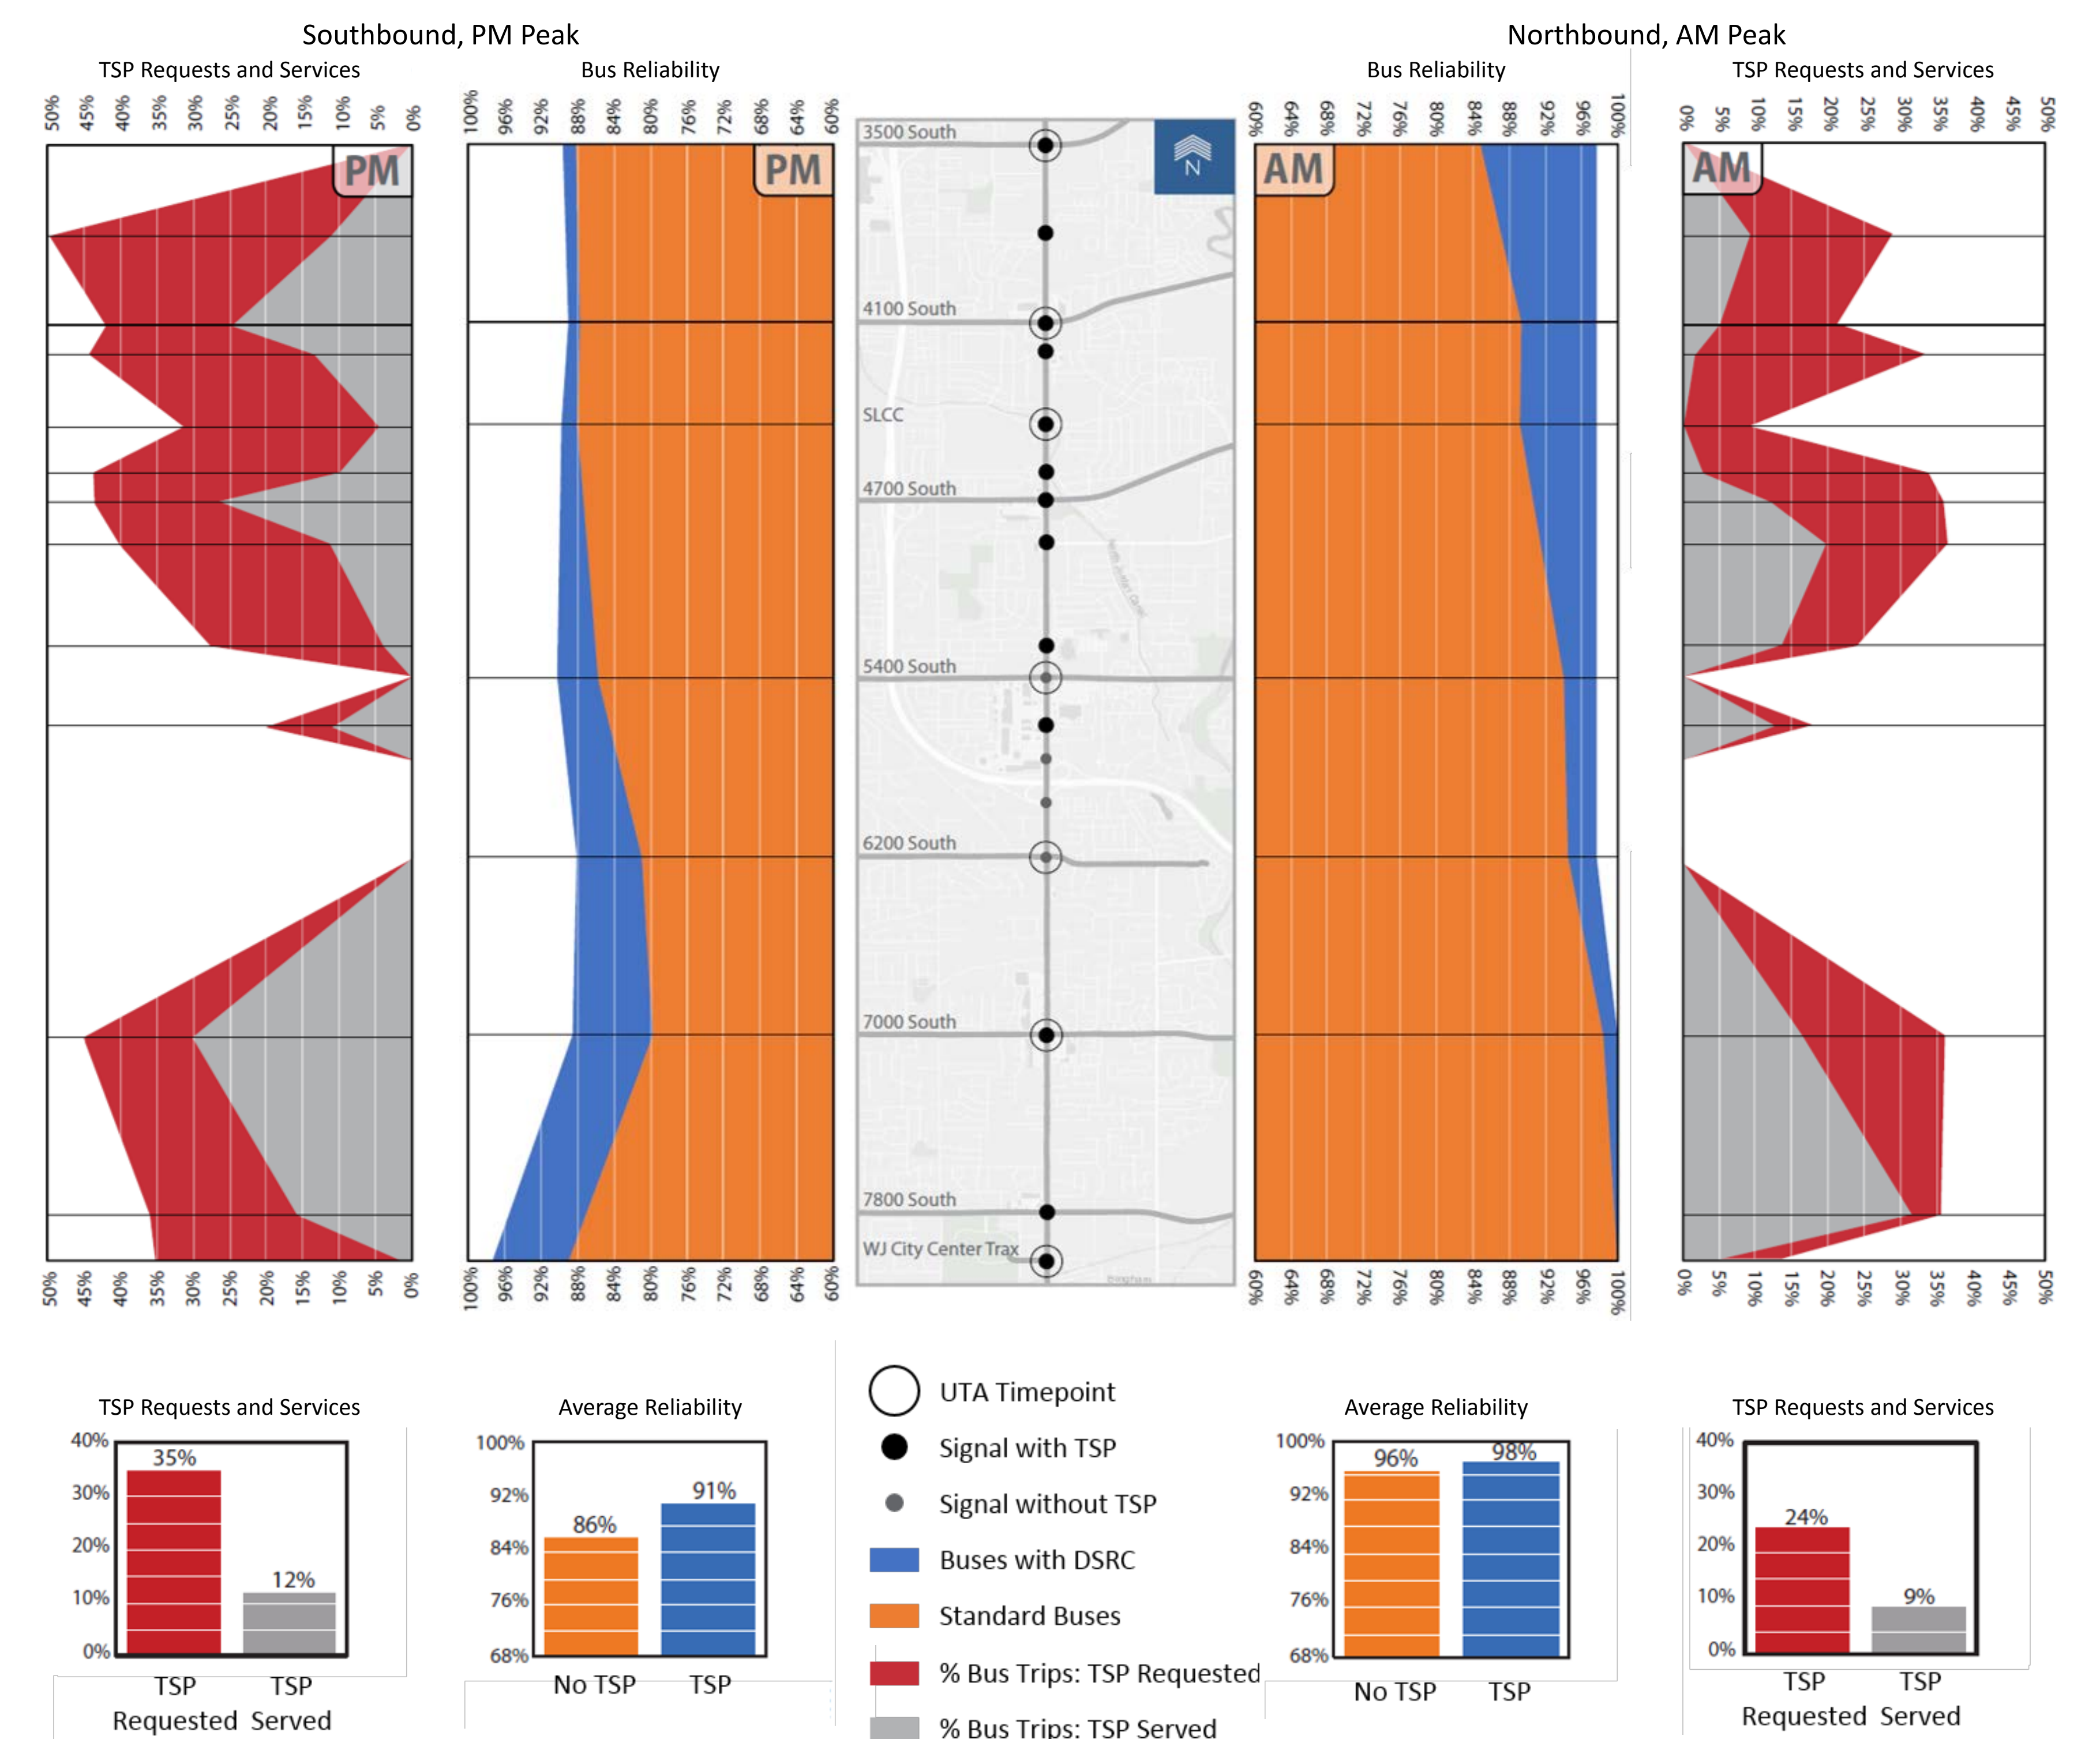 Southbound, PM Peak
Northbound, AM Peak
TSP Requests and Services
Bus Reliability
Bus Reliability
TSP Requests and Services
50% 45% 40% 35% 30% 25% 20% 15% 10% 5% 0%
100% 96% 92% 88% 84% 80% 76% 72% 68% 64% 60%
60% 64% 68% 72% 76% 80% 84% 88% 92% 96% 100%
0% 5% 10% 15% 20% 25% 30% 35% 40% 45% 50%
PM
PM
3500 South
N
AM
AM
4100 South
SLCC
4700 South
North Jordan Canal
5400 South
6200 South
7000 South
7800 South
WJ City Center Trax
Bingham
50% 45% 40% 35% 30% 25% 20% 15% 10% 5% 0%
100% 96% 92% 88% 84% 80% 76% 72% 68% 64% 60%
60% 64% 68% 72% 76% 80% 84% 88% 92% 96% 100%
0% 5% 10% 15% 20% 25% 30% 35% 40% 45% 50%
TSP Requests and Services
40%
30%
20%
10%
0%
35%
12%
TSP Requested
TSP Served
Average Reliability
100%
92%
84%
76%
68%
86%
91%
No TSP
TSP
UTA Timepoint
Signal with TSP
Signal without TSP
Buses with DSRC
Standard Buses
% Bus Trips: TSP Requested
% Bus Trips: TSP Served
Average Reliability
100%
92%
84%
76%
68%
96%
98%
No TSP
TSP
TSP Requests and Services
40%
30%
20%
10%
0%
24%
9%
TSP Requested
TSP Served